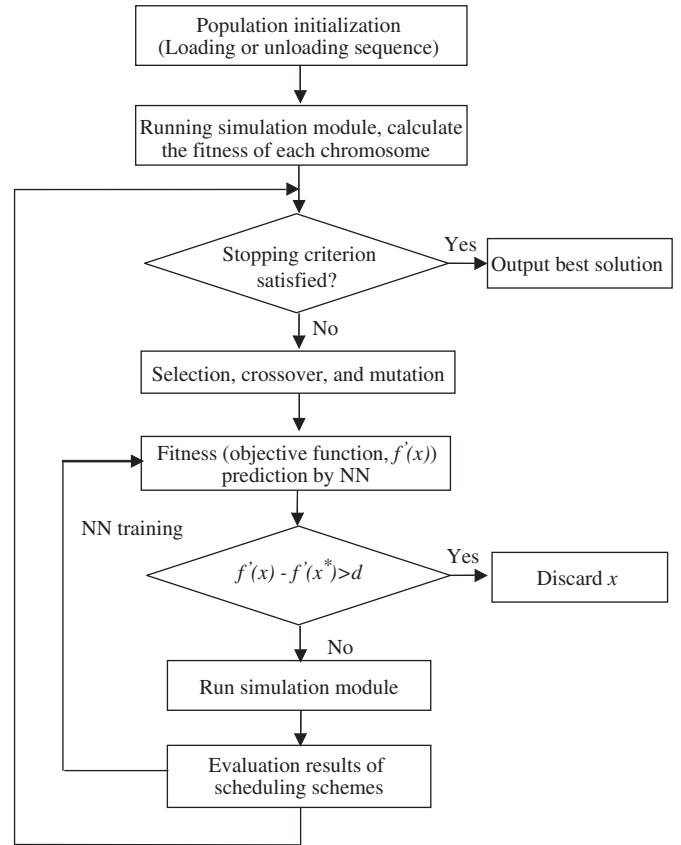 Population initialization
(Loading or unloading sequence)
Running simulation module, calculate
the fitness of each chromosome
Stopping criterion
satisfied?
Yes
Output best solution
No
Selection, crossover, and mutation
Fitness (objective function, f'(x))
prediction by NN
NN training
f'(x) - f'(x*)>d
Yes
Discard x
No
Run simulation module
Evaluation results of
scheduling schemes